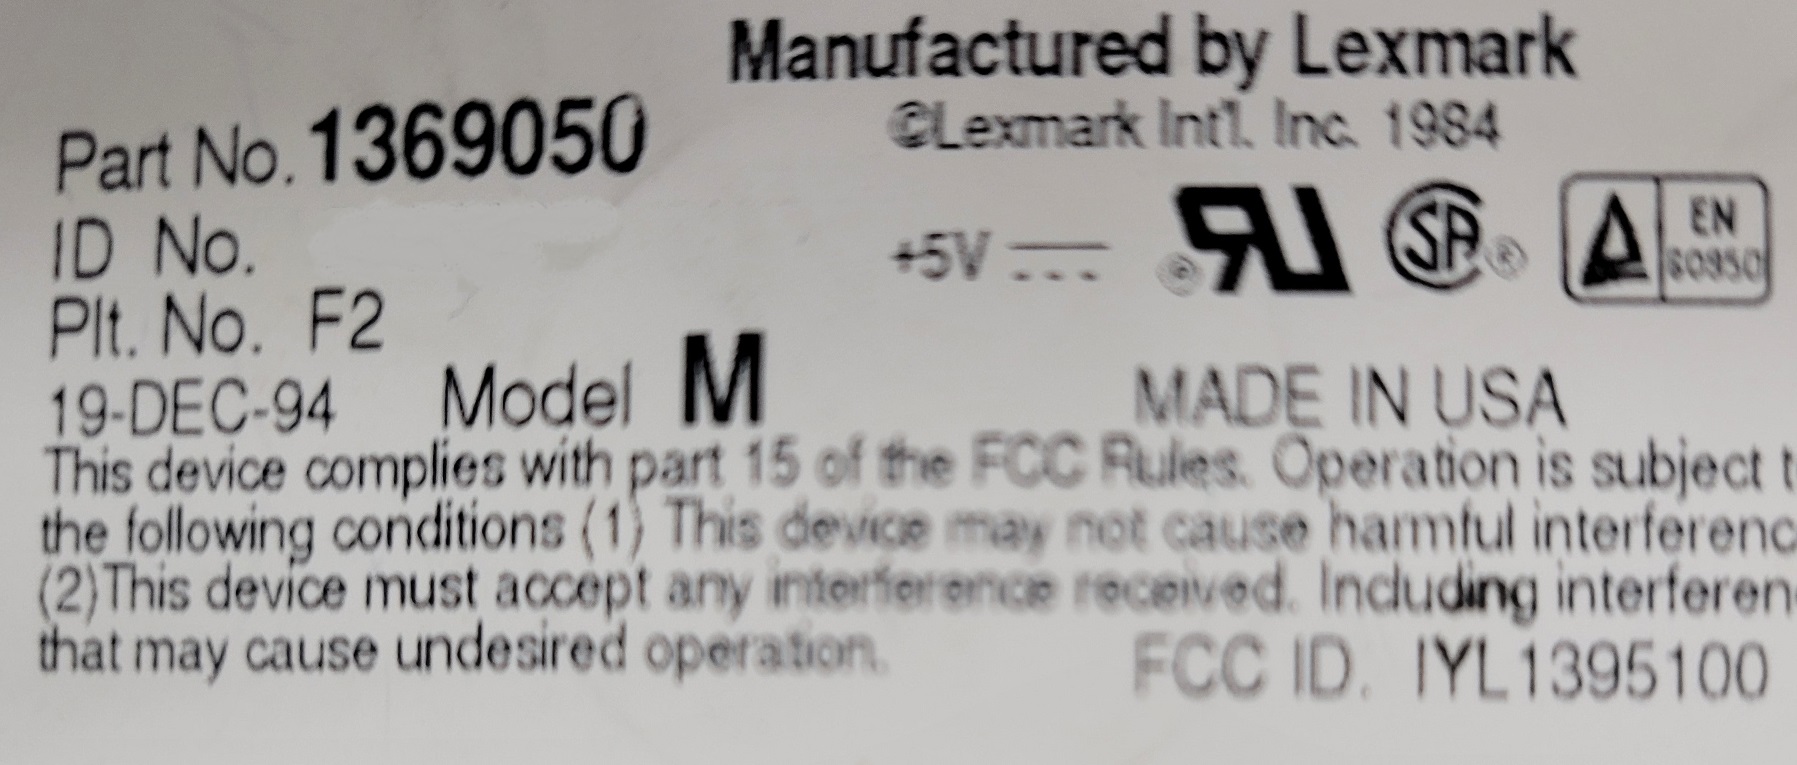 Manufactured by Lexmark
©Lexmark Int'l. Inc. 1984
Part No. 1369050
ID No.
+5V
SA ®
EN
60950
Plt. No. F2
19-DEC-94 Model M
MADE IN USA
This device complies with part 15 of the FCC Rules. Operation is subject t
the following conditions (1) This device may not cause harmful interferenc
(2)This device must accept any interference received. Including interferen
that may cause undesired operation.
FCC ID. IYL1395100